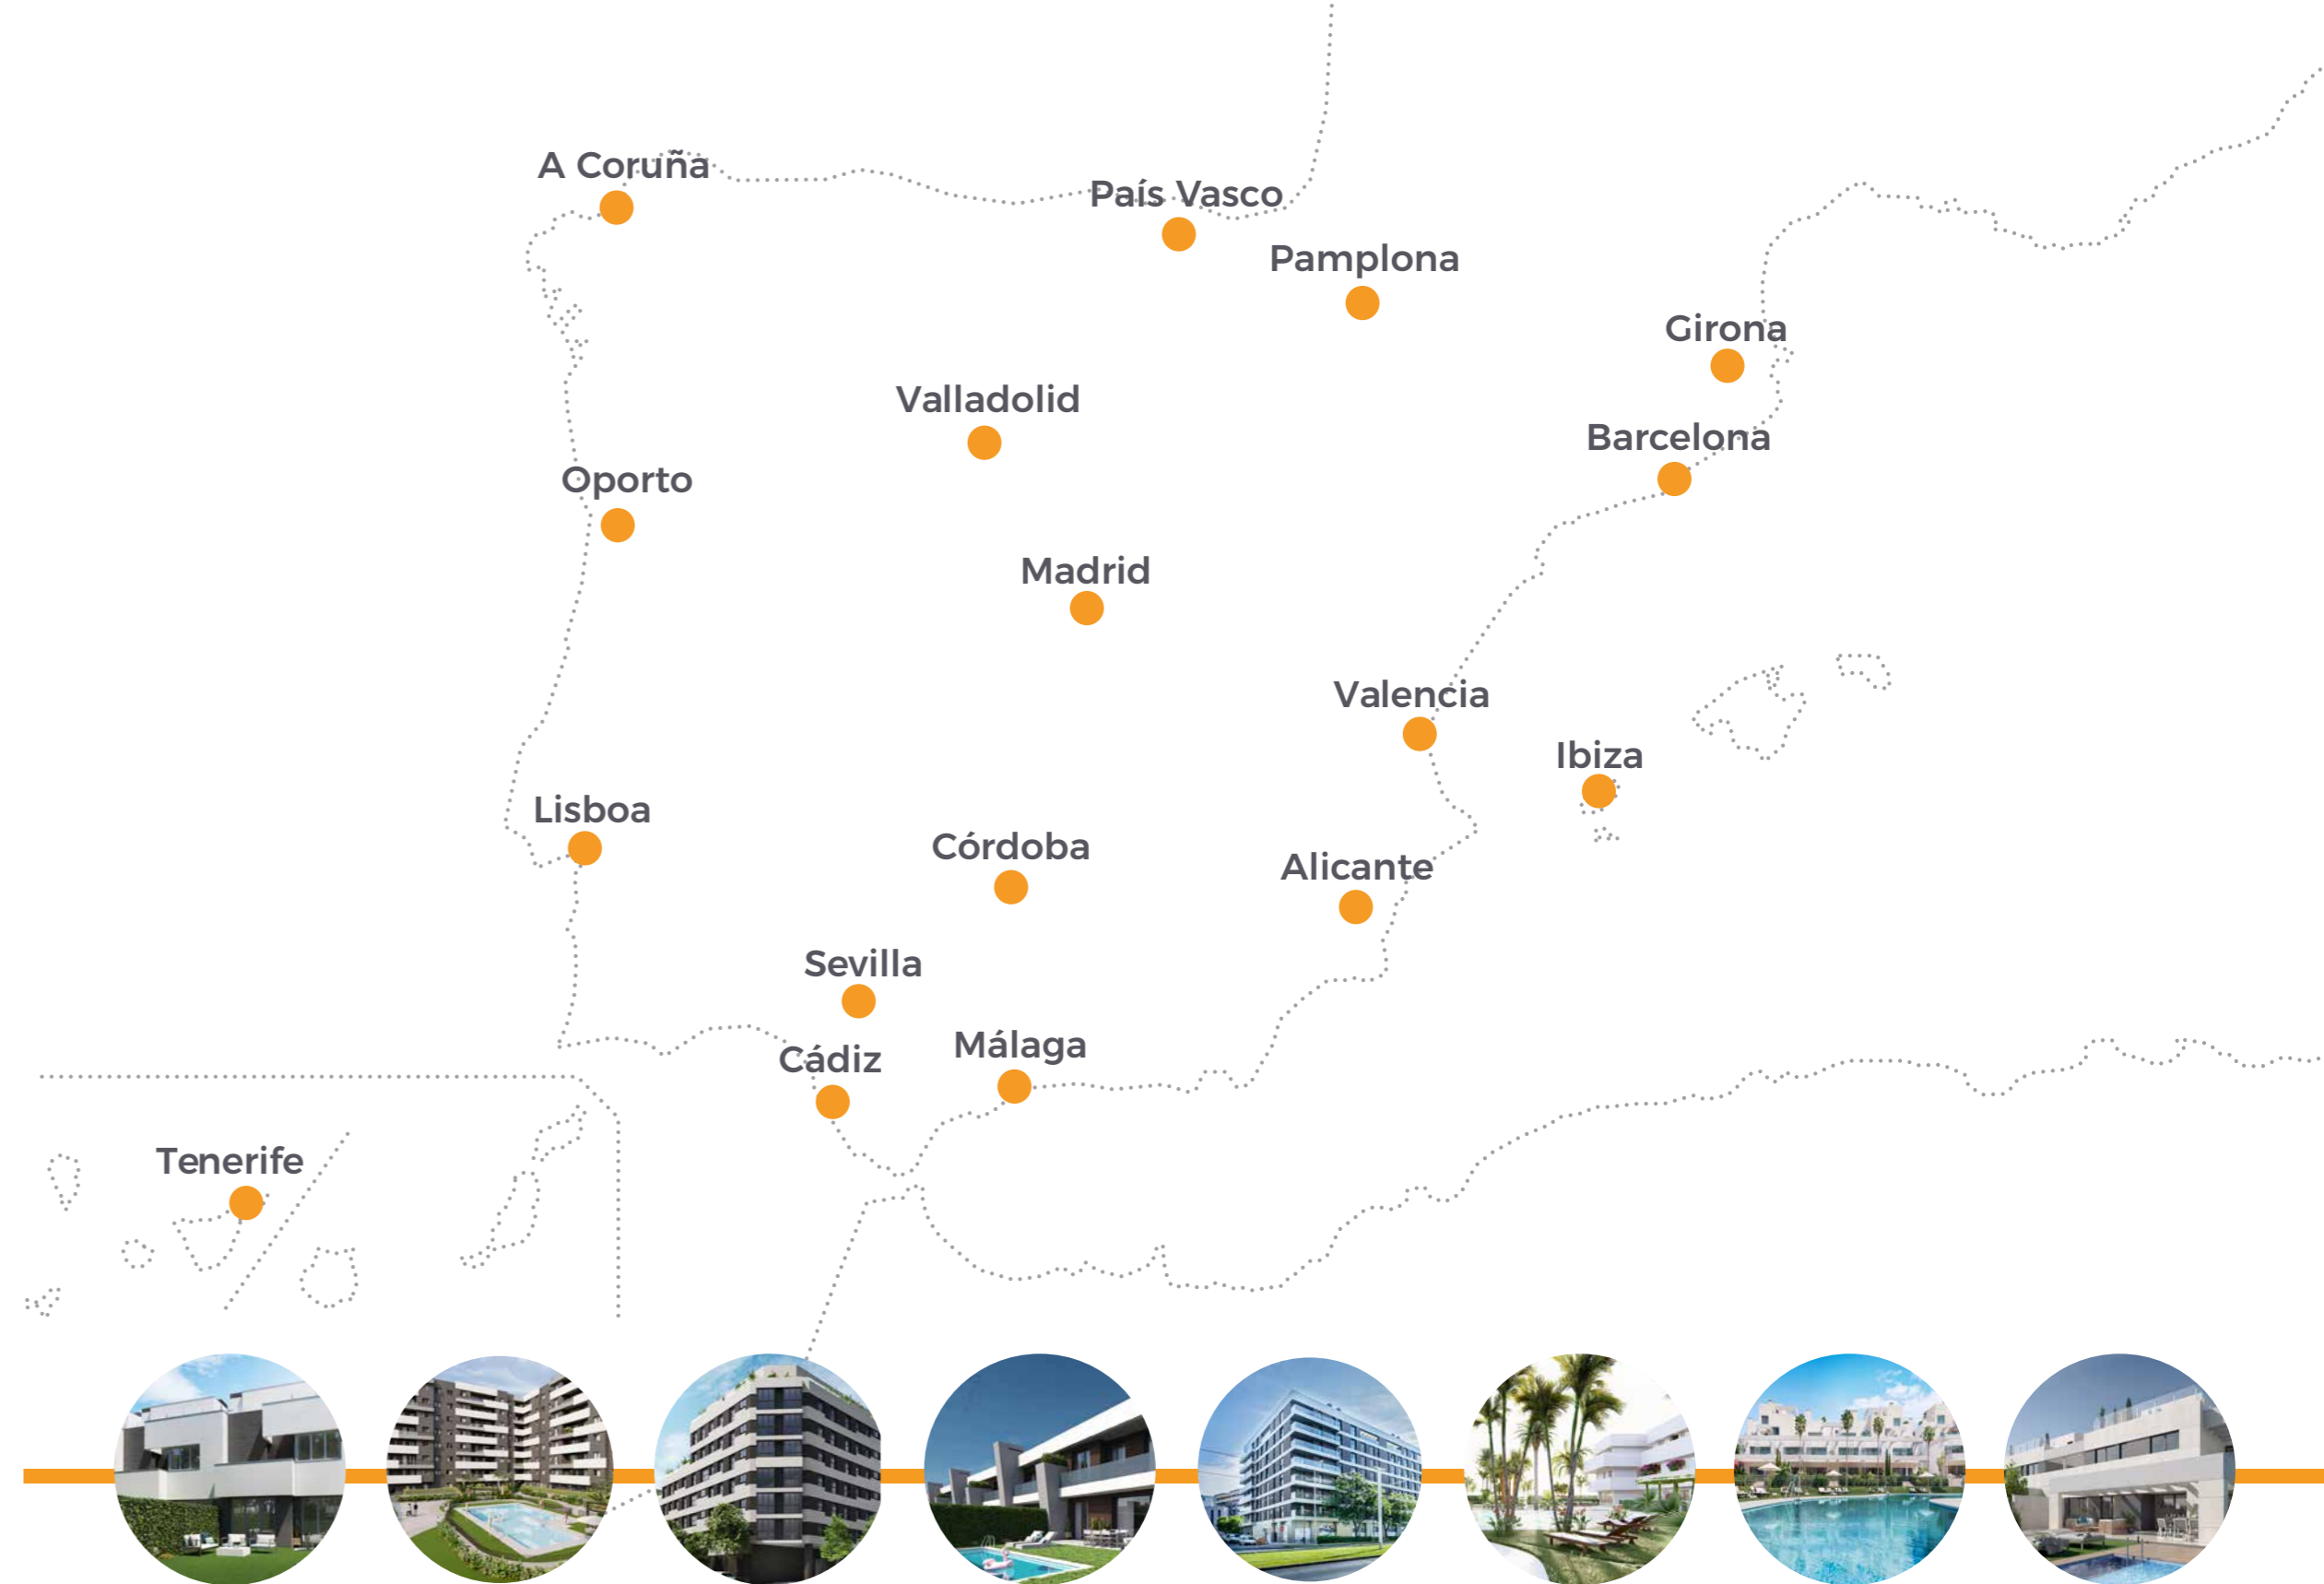 A Coruña
País Vasco
Pamplona
Girona
Valladolid
Barcelona
Oporto
Madrid
Valencia
Ibiza
Lisboa
Córdoba
Alicante
Sevilla
Málaga
Cádiz
Tenerife